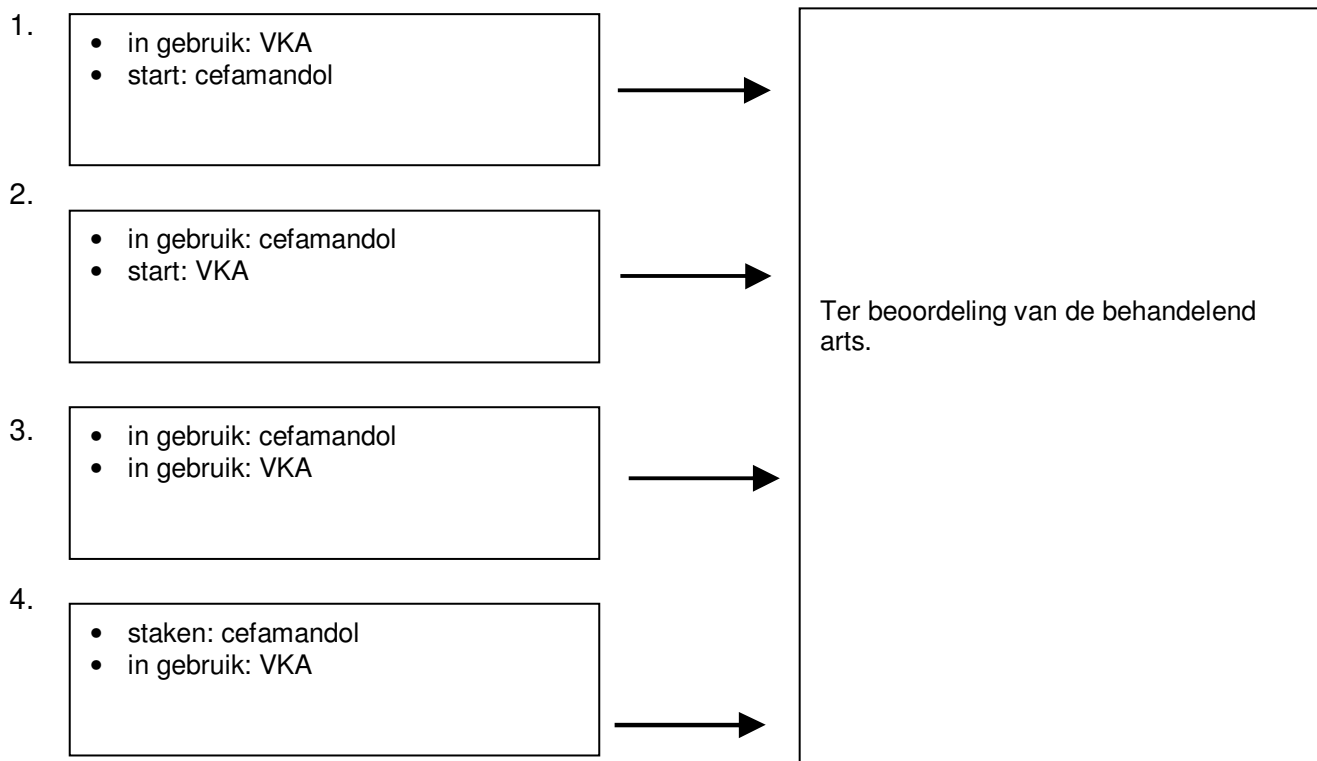 1.
• in gebruik: VKA
• start: cefamandol
2.
• in gebruik: cefamandol
• start: VKA
Ter beoordeling van de behandelend
arts.
3.
• in gebruik: cefamandol
• in gebruik: VKA
4.
• staken: cefamandol
• in gebruik: VKA